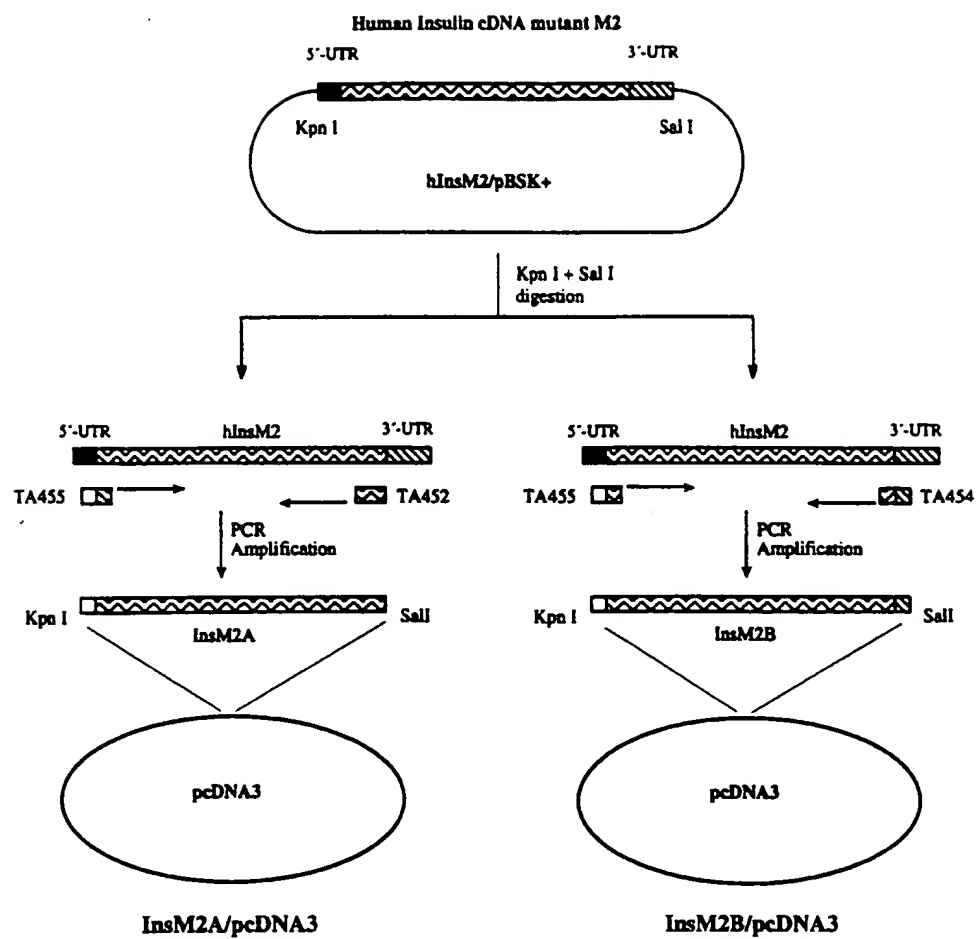 Human Insulin cDNA mutant M2
5´-UTR 3´-UTR
Kpn I Sal I
hInsM2/pBSK+
Kpn I + Sal I
digestion
5´-UTR hInsM2 3´-UTR
TA455 TA452
PCR
Amplification
Kpn I SalI
InsM2A
pcDNA3
InsM2A/pcDNA3
5´-UTR hInsM2 3´-UTR
TA455 TA454
PCR
Amplification
Kpn I SalI
InsM2B
pcDNA3
InsM2B/pcDNA3